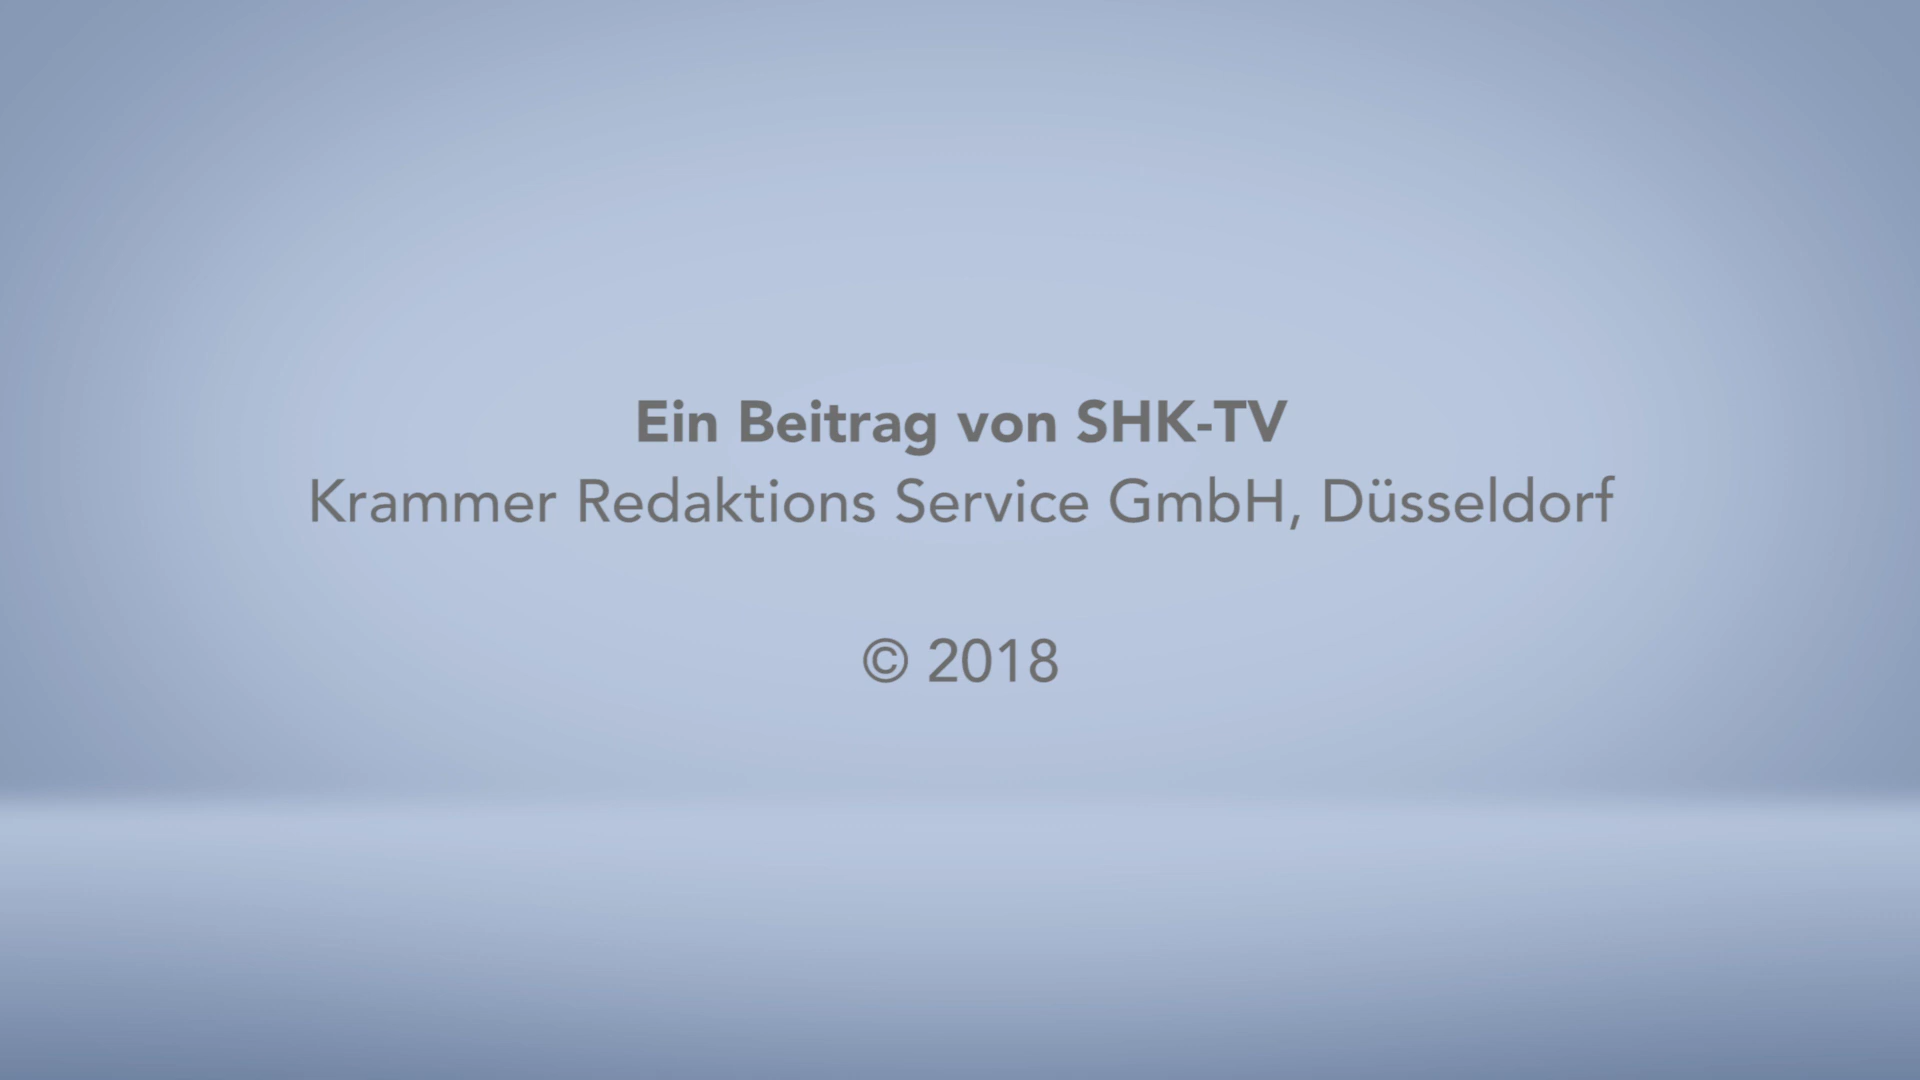 Ein Beitrag von SHK-TV
Krammer Redaktions Service GmbH, Düsseldorf
© 2018